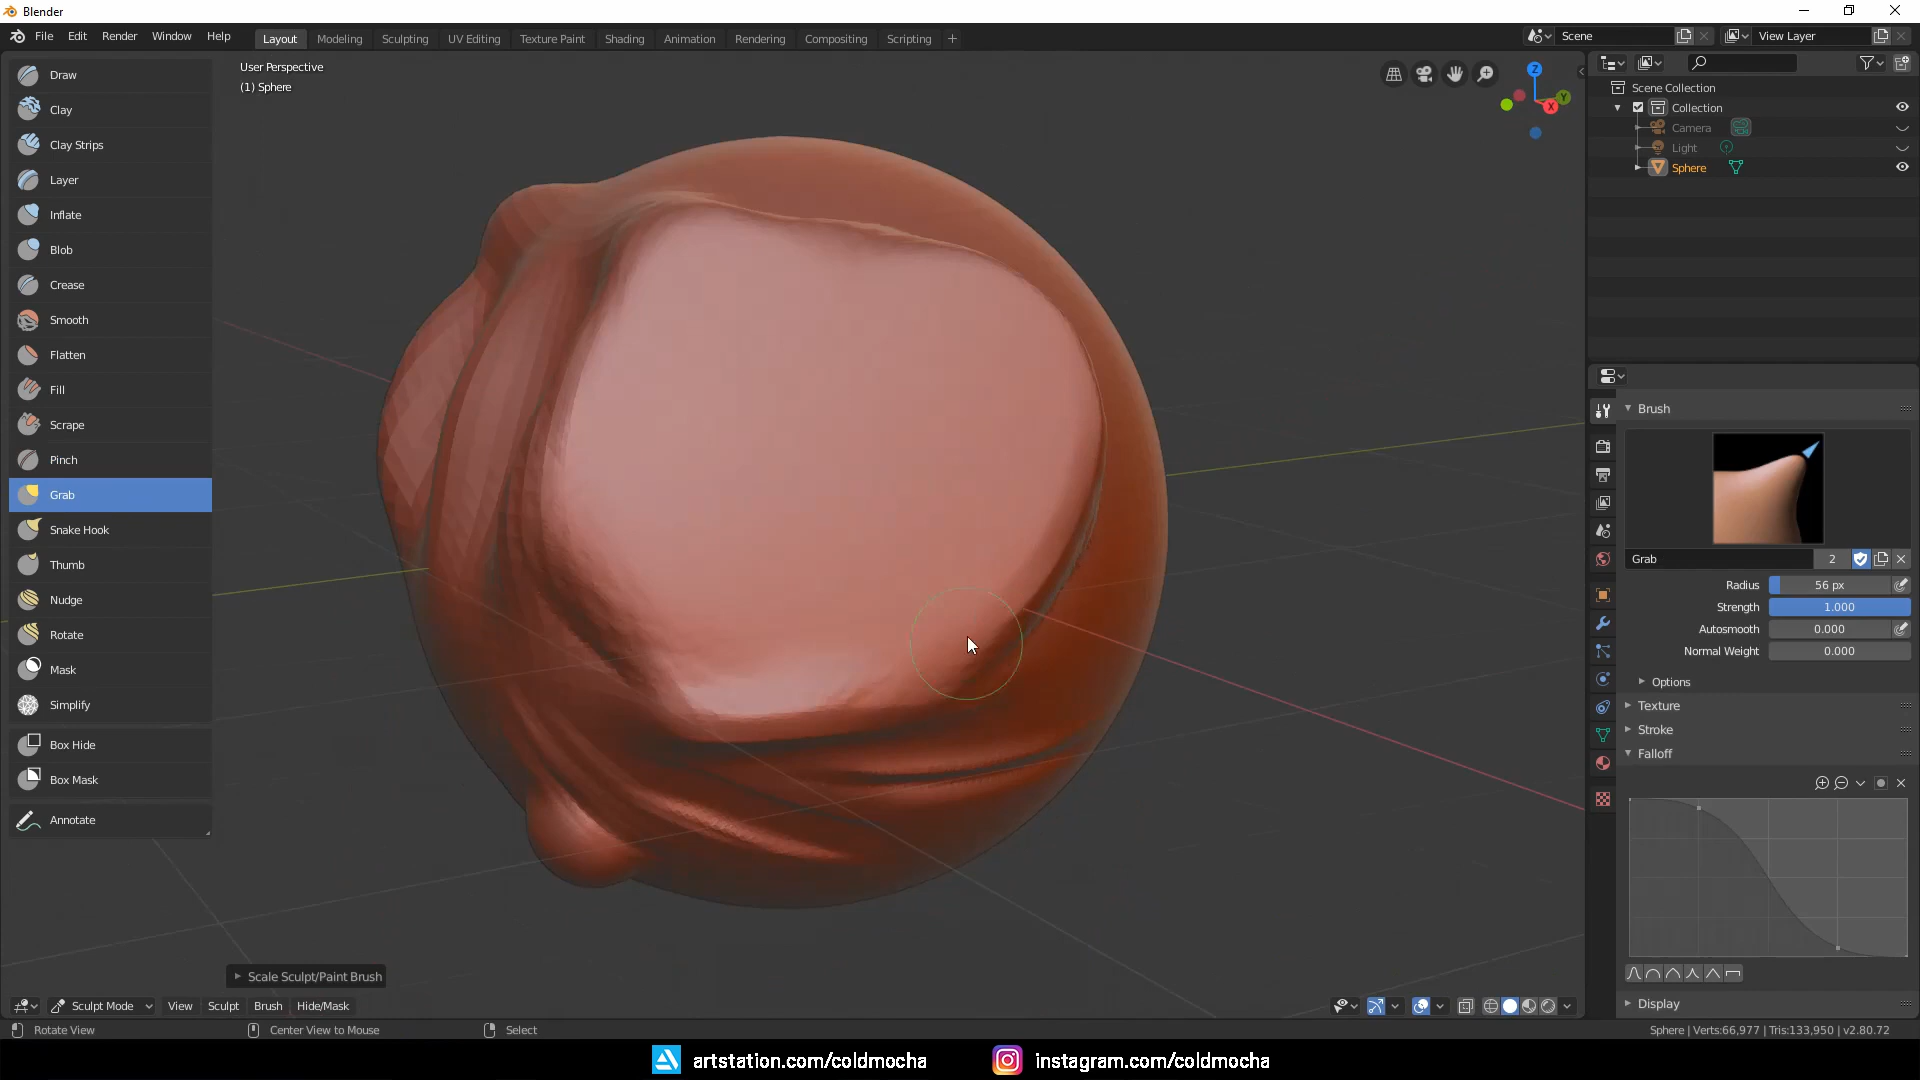 Blender
File Edit Render Window Help
Layout Modeling Sculpting UV Editing Texture Paint Shading Animation Rendering Compositing Scripting +
Scene
View Layer
User Perspective
(1) Sphere
Draw
Clay
Clay Strips
Layer
Inflate
Blob
Crease
Smooth
Flatten
Fill
Scrape
Pinch
Grab
Snake Hook
Thumb
Nudge
Rotate
Mask
Simplify
Box Hide
Box Mask
Annotate
Z
Y
X
Scene Collection
Collection
Camera
Light
Sphere
Brush
Grab 2
Radius 56 px
Strength 1.000
Autosmooth 0.000
Normal Weight 0.000
Options
Texture
Stroke
Falloff
Display
Scale Sculpt/Paint Brush
Sculpt Mode View Sculpt Brush Hide/Mask
Rotate View Center View to Mouse Select
Sphere | Verts:66,977 | Tris:133,950 | v2.80.72
artstation.com/coldmocha instagram.com/coldmocha